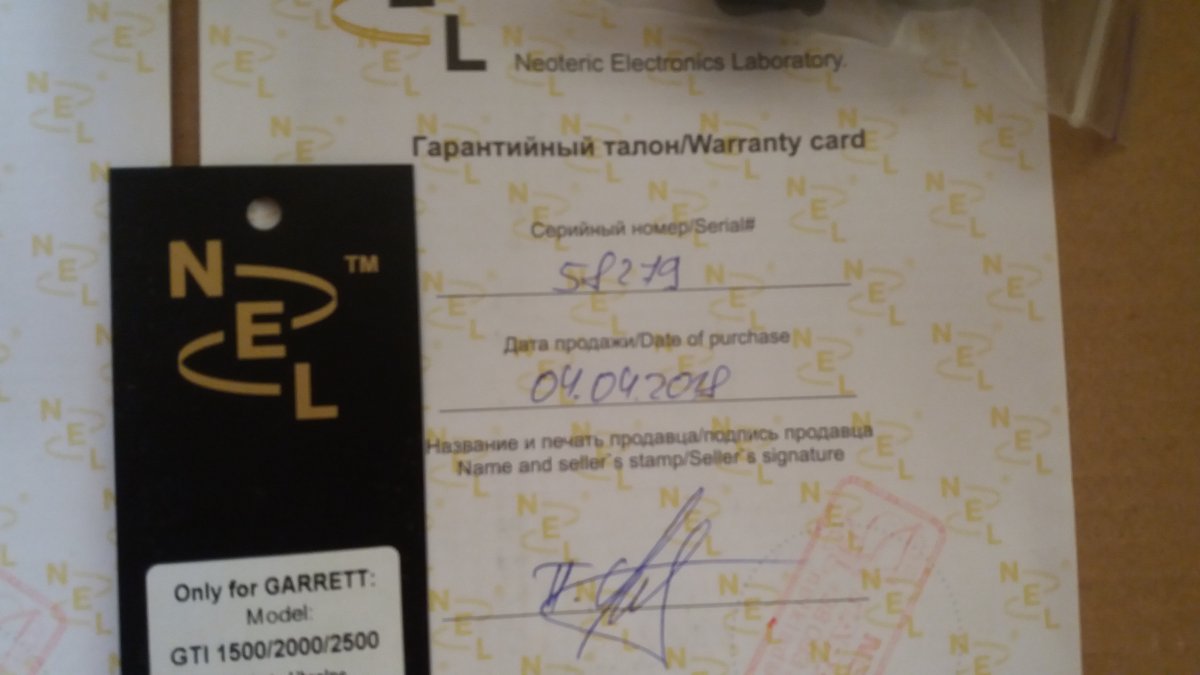 NEL
Neoteric Electronics Laboratory.
Гарантийный талон/Warranty card
Серийный номер/Serial#
58279
Дата продажи/Date of purchase
04.04.2018
Название и печать продавца/подпись продавца
Name and seller`s stamp/Seller`s signature
NEL™
Only for GARRETT:
Model:
GTI 1500/2000/2500